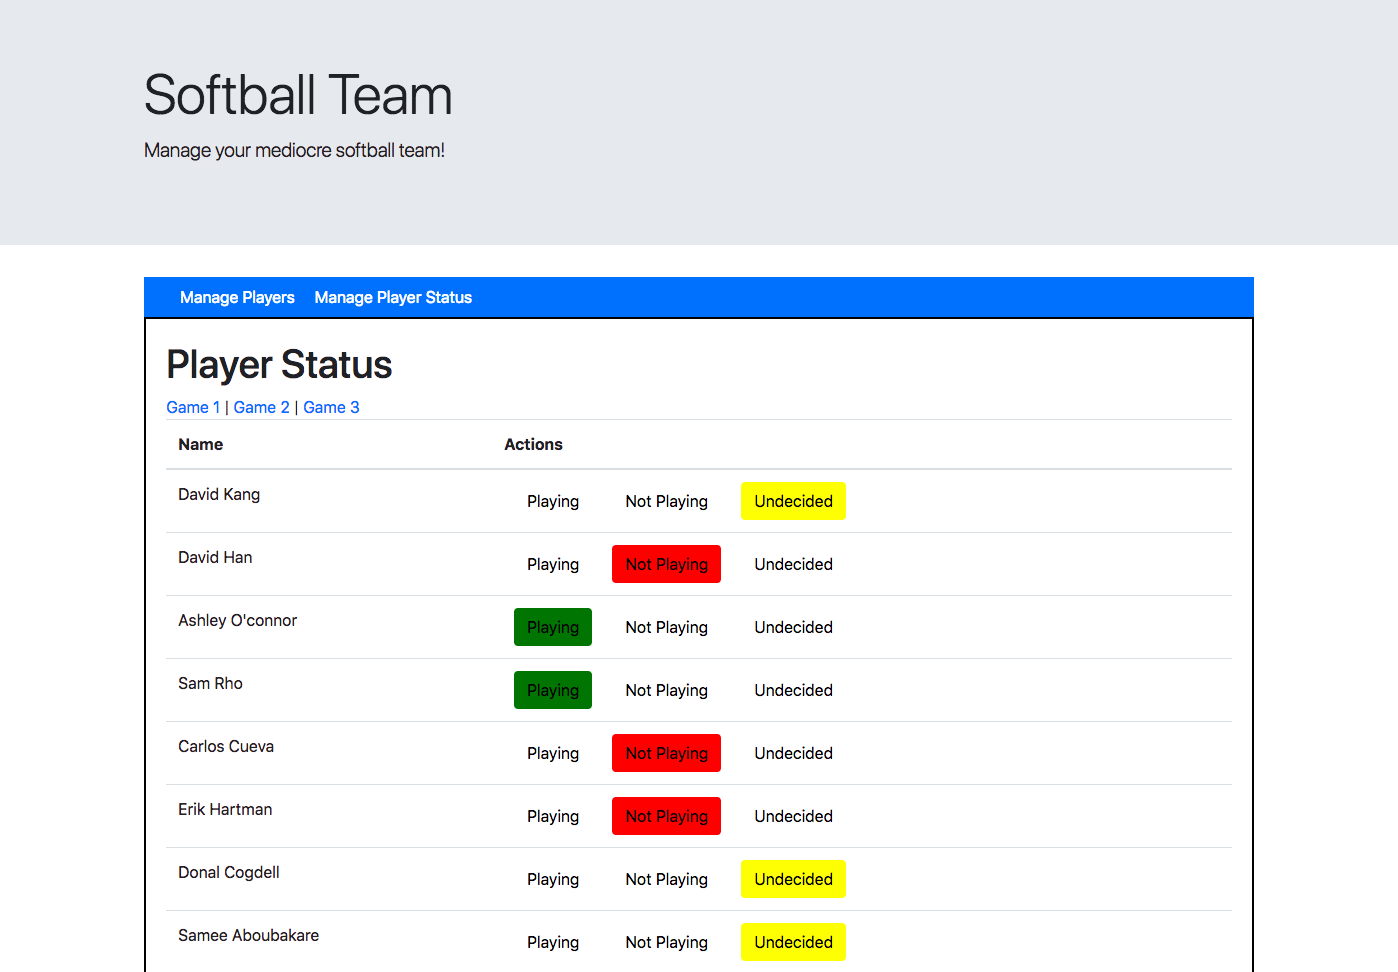 Softball Team
Manage your mediocre softball team!
Manage Players Manage Player Status
Player Status
Game 1 | Game 2 | Game 3
Name Actions
David Kang Playing Not Playing Undecided
David Han Playing Not Playing Undecided
Ashley O'connor Playing Not Playing Undecided
Sam Rho Playing Not Playing Undecided
Carlos Cueva Playing Not Playing Undecided
Erik Hartman Playing Not Playing Undecided
Donal Cogdell Playing Not Playing Undecided
Samee Aboubakare Playing Not Playing Undecided